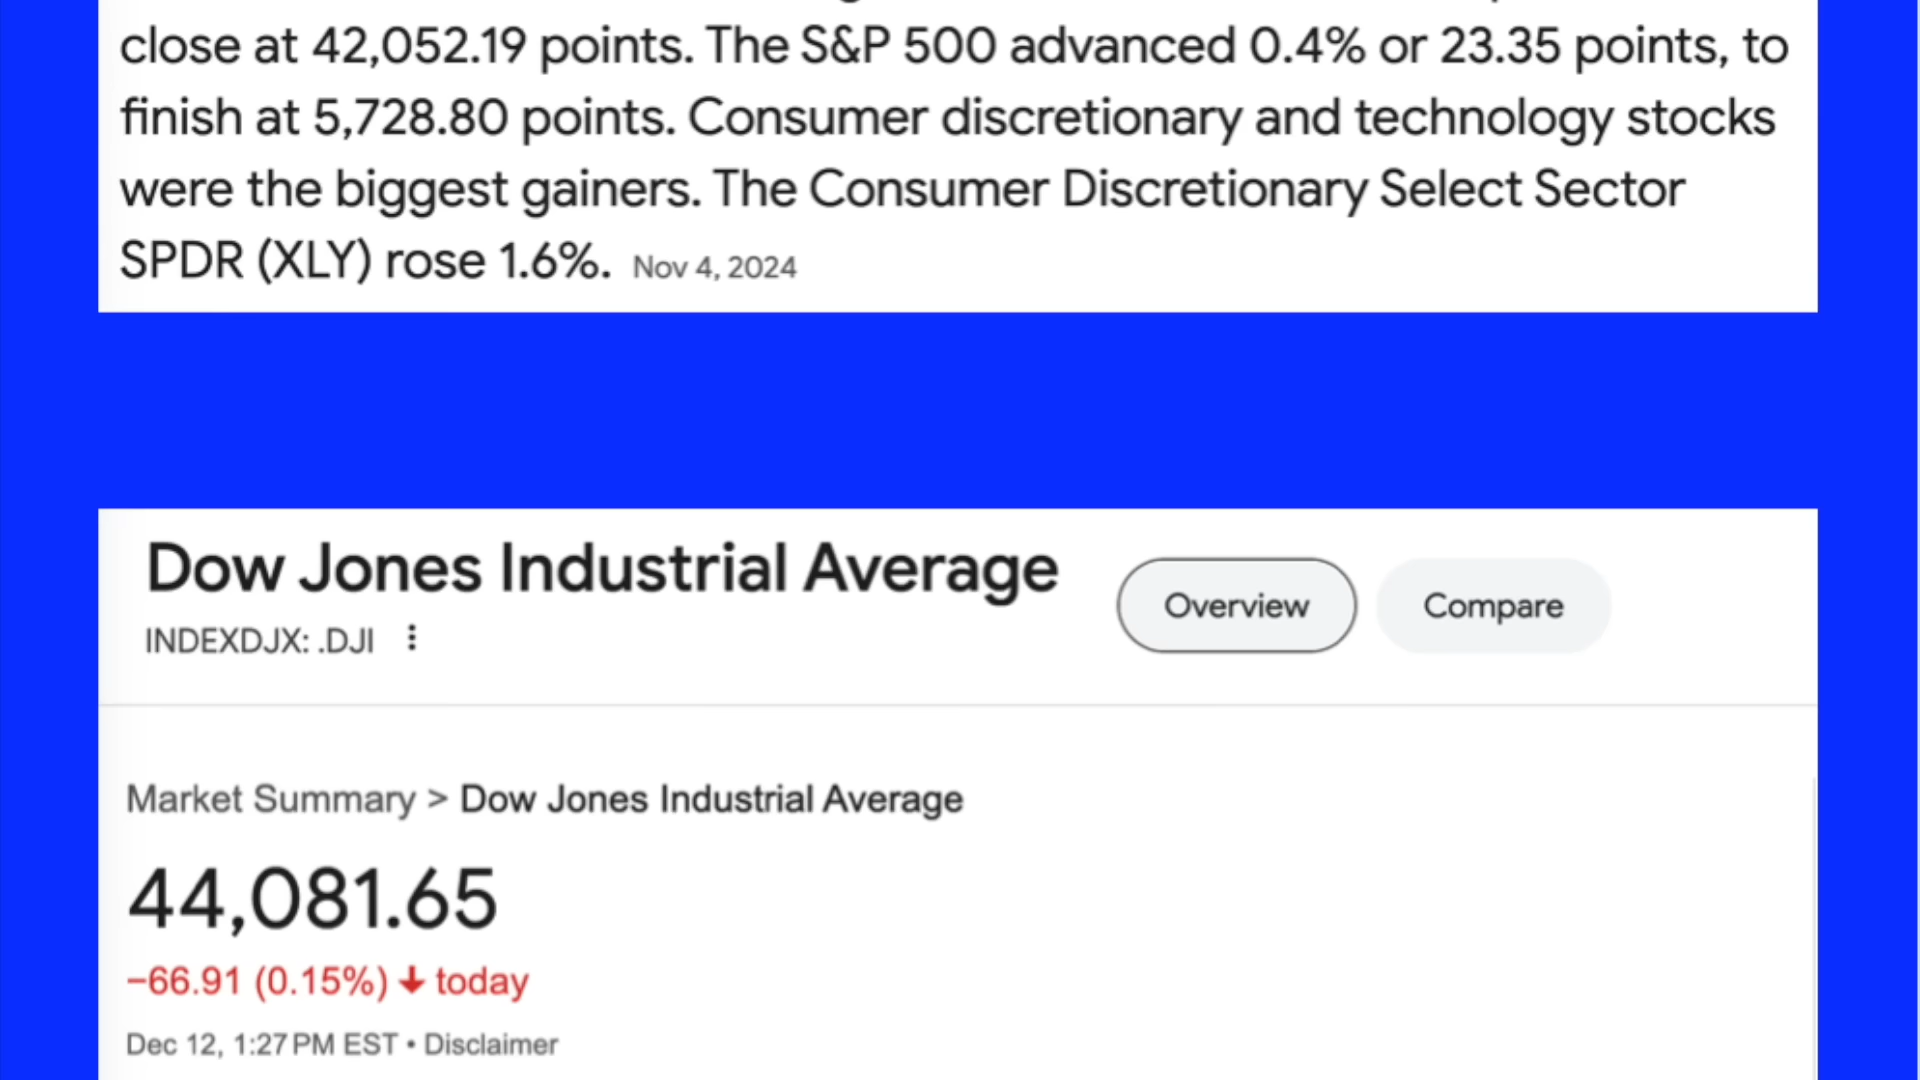 close at 42,052.19 points. The S&P 500 advanced 0.4% or 23.35 points, to
finish at 5,728.80 points. Consumer discretionary and technology stocks
were the biggest gainers. The Consumer Discretionary Select Sector
SPDR (XLY) rose 1.6%. Nov 4, 2024
Dow Jones Industrial Average
INDEXDJX: .DJI
Overview
Compare
Market Summary > Dow Jones Industrial Average
44,081.65
−66.91 (0.15%) ↓ today
Dec 12, 1:27 PM EST • Disclaimer